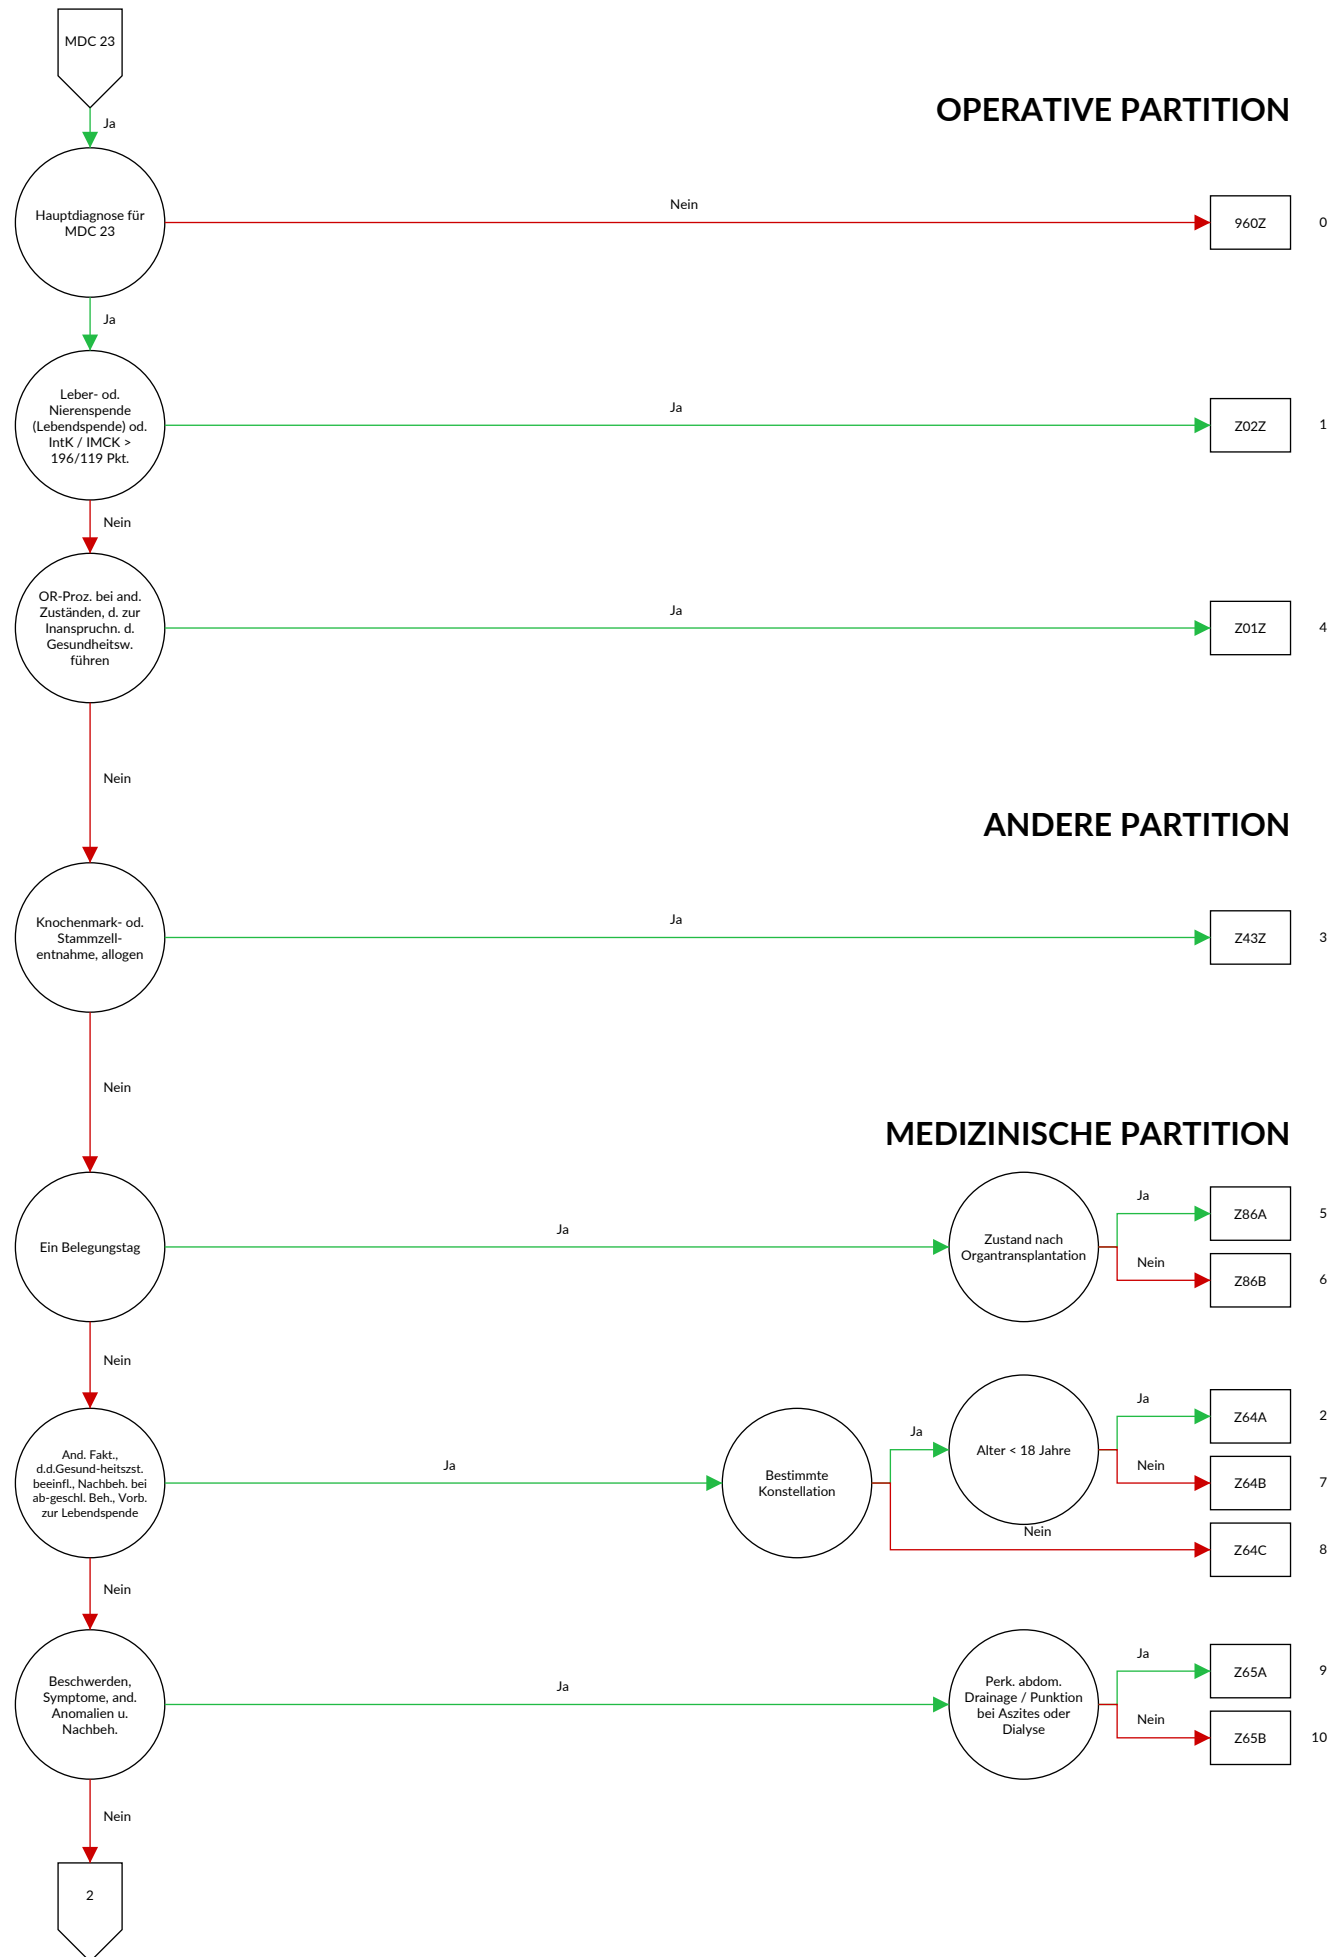 MDC 23
OPERATIVE PARTITION
Ja
Hauptdiagnose für
MDC 23
Nein
960Z
0
Ja
Leber- od.
Nierenspende
(Lebendspende) od.
IntK / IMCK >
196/119 Pkt.
Ja
Z02Z
1
Nein
OR-Proz. bei and.
Zuständen, d. zur
Inanspruchn. d.
Gesundheitsw.
führen
Ja
Z01Z
4
Nein
ANDERE PARTITION
Knochenmark- od.
Stammzell-
entnahme, allogen
Ja
Z43Z
3
Nein
MEDIZINISCHE PARTITION
Ein Belegungstag
Ja
Zustand nach
Organtransplantation
Ja
Z86A
5
Nein
Z86B
6
Nein
And. Fakt.,
d.d.Gesund-heitszst.
beeinfl., Nachbeh. bei
ab-geschl. Beh., Vorb.
zur Lebendspende
Ja
Bestimmte
Konstellation
Ja
Alter < 18 Jahre
Ja
Z64A
2
Nein
Z64B
7
Nein
Z64C
8
Nein
Beschwerden,
Symptome, and.
Anomalien u.
Nachbeh.
Ja
Perk. abdom.
Drainage / Punktion
bei Aszites oder
Dialyse
Ja
Z65A
9
Nein
Z65B
10
Nein
2